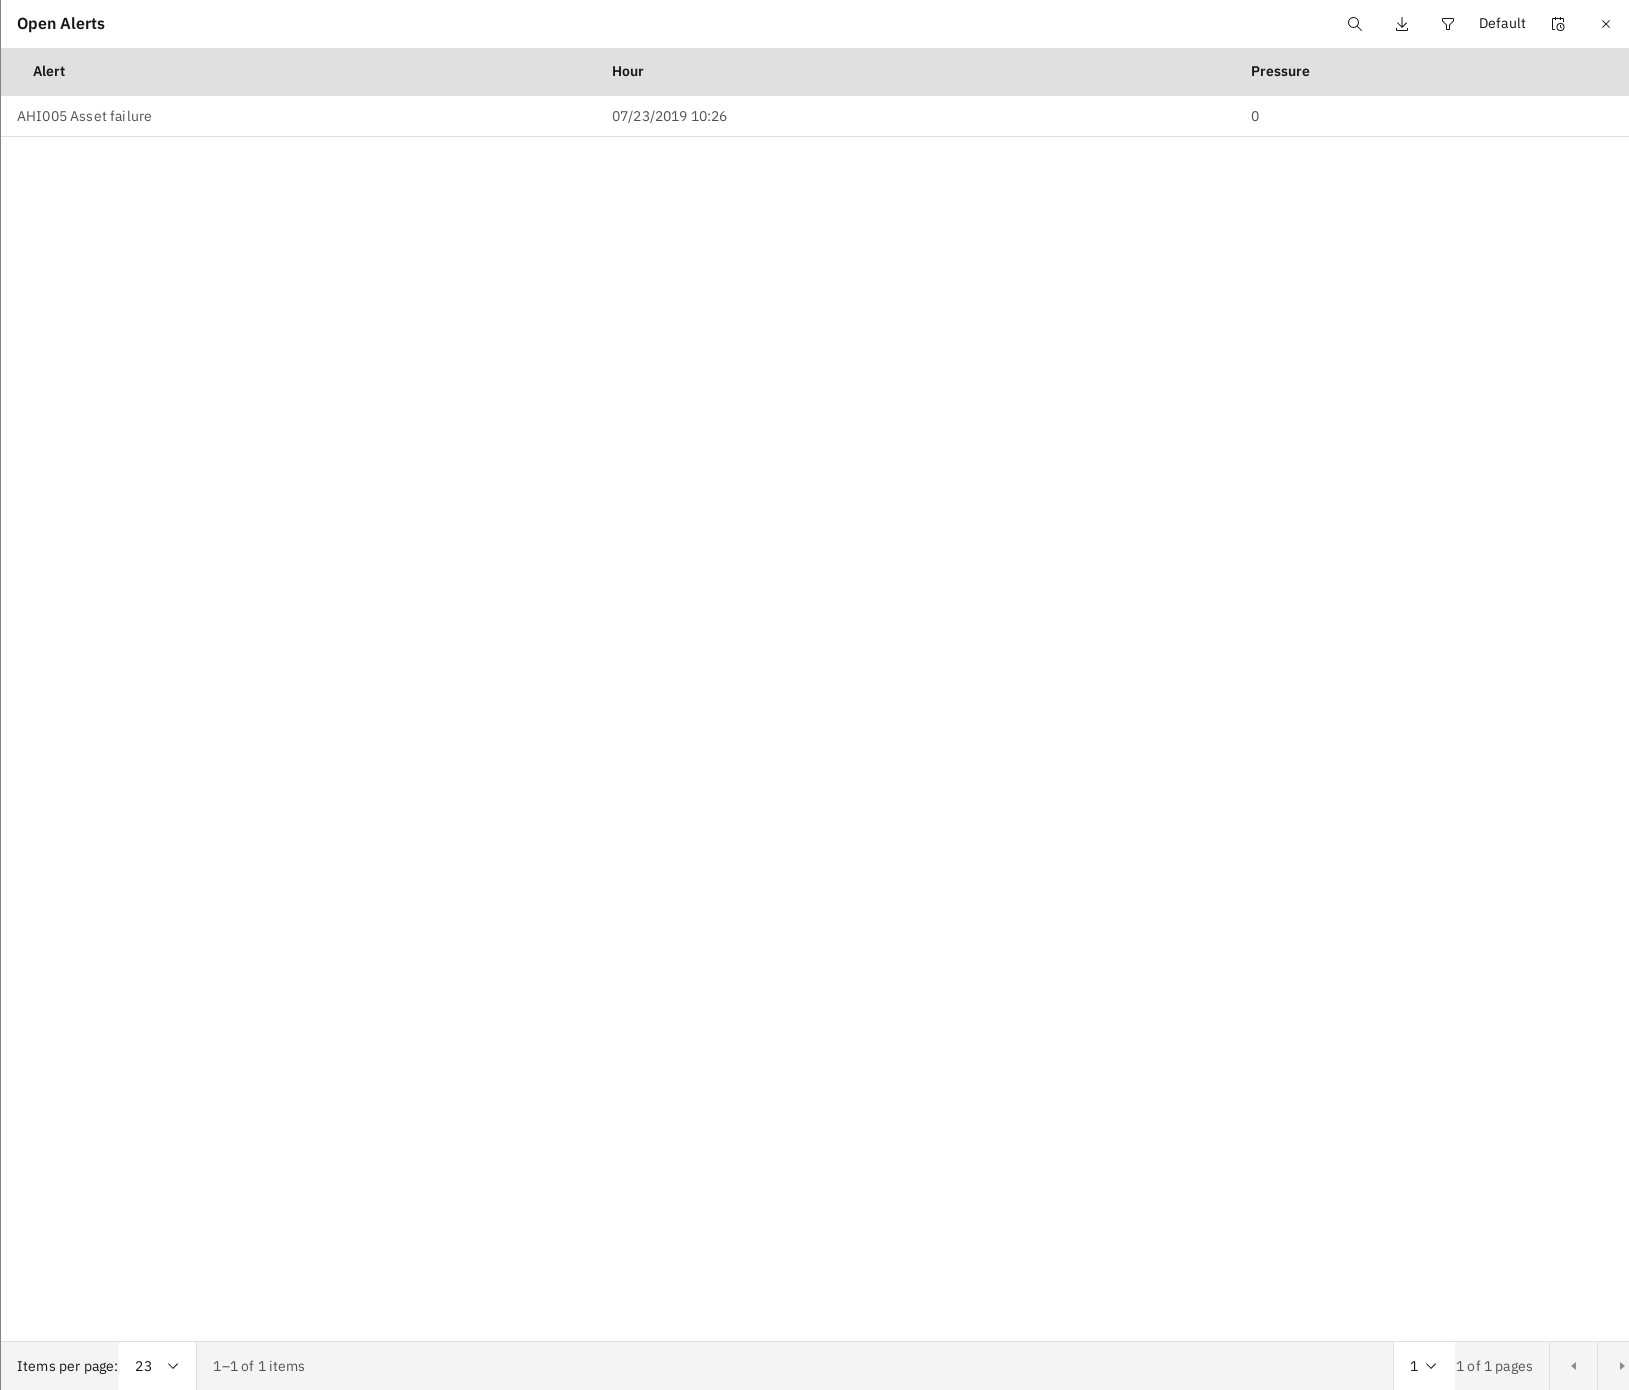 Open Alerts Default
Alert Hour Pressure
AHI005 Asset failure 07/23/2019 10:26 0
Items per page: 23 1–1 of 1 items 1 1 of 1 pages